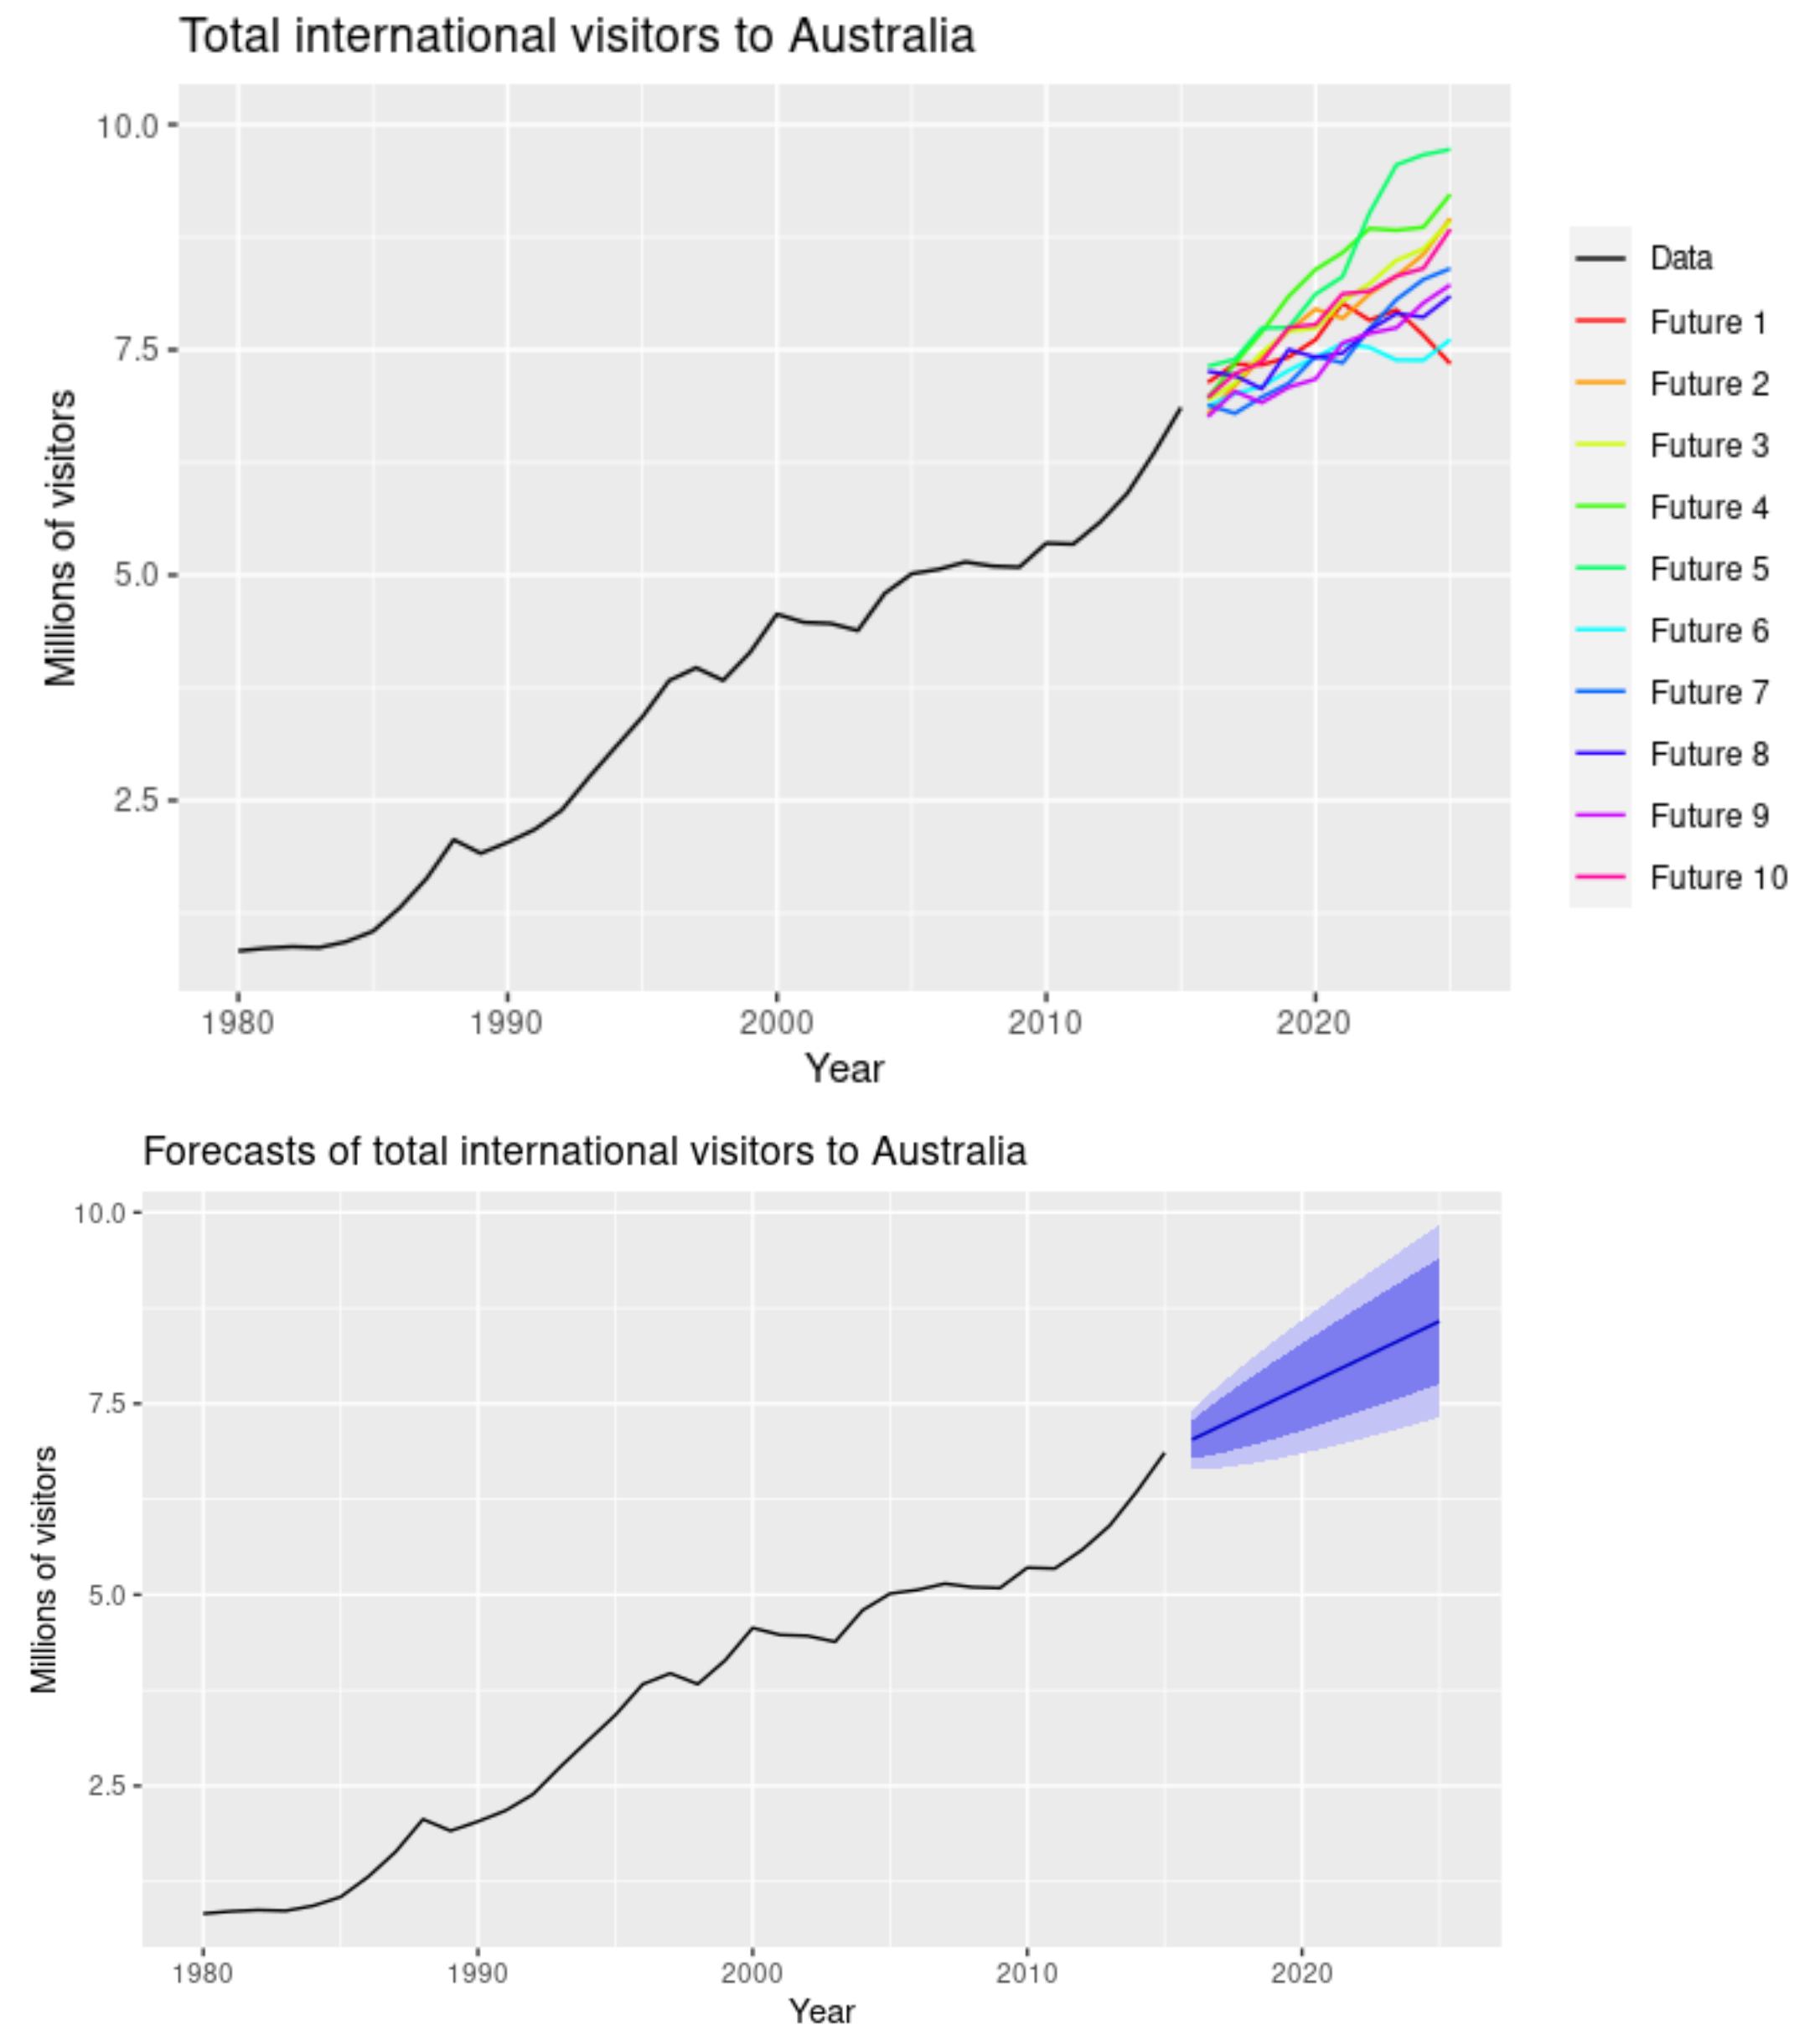 Total international visitors to Australia
10.0
7.5
5.0
2.5
Millions of visitors
1980 1990 2000 2010 2020
Year
Data
Future 1
Future 2
Future 3
Future 4
Future 5
Future 6
Future 7
Future 8
Future 9
Future 10
Forecasts of total international visitors to Australia
10.0
7.5
5.0
2.5
Millions of visitors
1980 1990 2000 2010 2020
Year